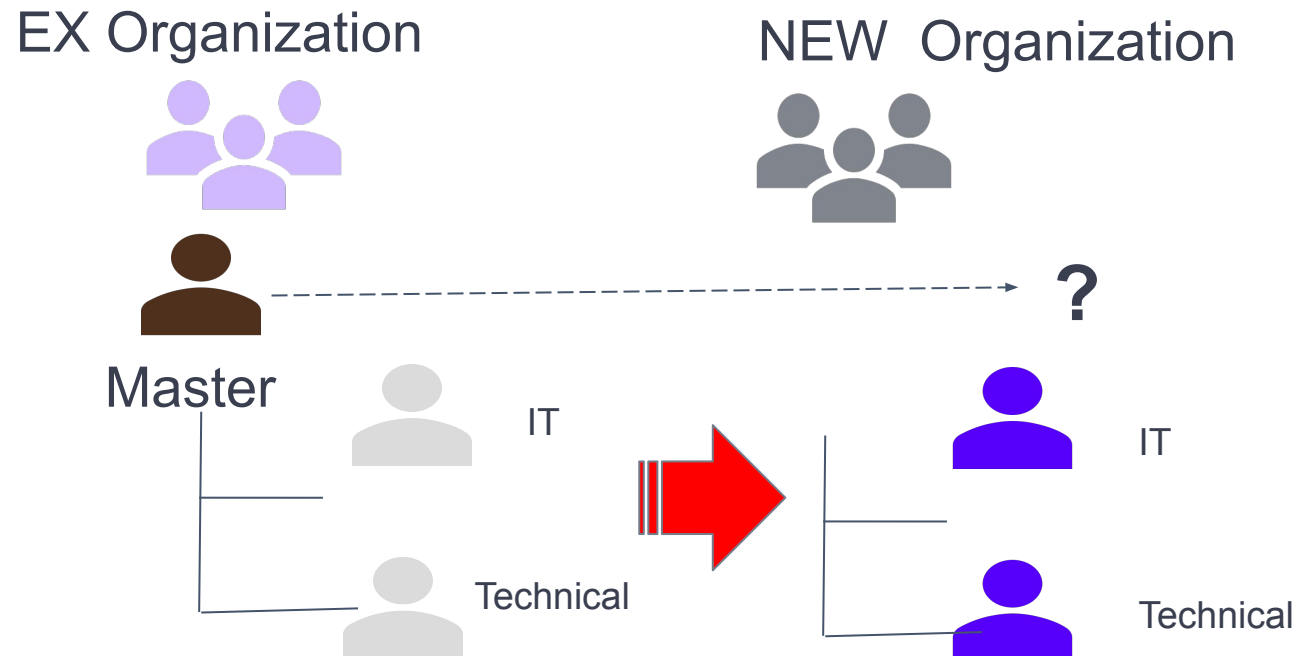 EX Organization
NEW  Organization
?
Master
IT
IT
Technical
Technical